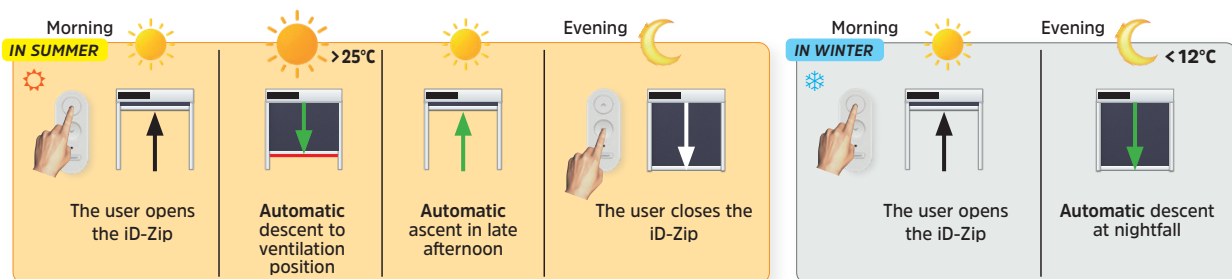 Morning
IN SUMMER
>25°C
Evening
The user opens
the iD-Zip
Automatic
descent to
ventilation
position
Automatic
ascent in late
afternoon
The user closes the
iD-Zip
Morning
IN WINTER
Evening
<12°C
The user opens
the iD-Zip
Automatic descent
at nightfall